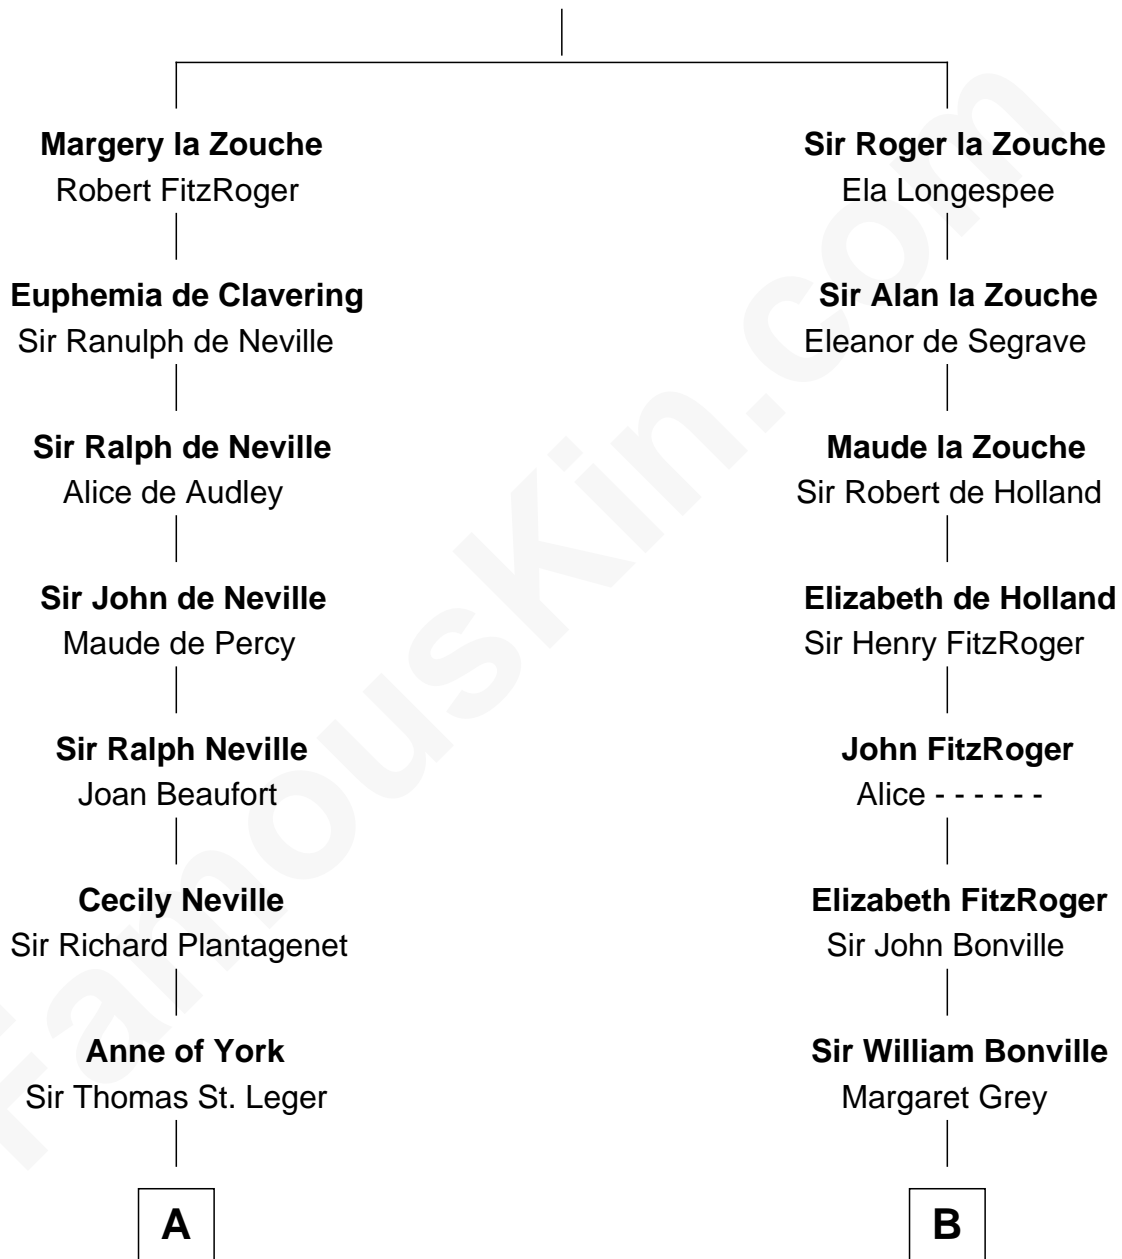 Margery la Zouche
Robert FitzRoger
Euphemia de Clavering
Sir Ranulph de Neville
Sir Ralph de Neville
Alice de Audley
Sir John de Neville
Maude de Percy
Sir Ralph Neville
Joan Beaufort
Cecily Neville
Sir Richard Plantagenet
Anne of York
Sir Thomas St. Leger
A
Sir Roger la Zouche
Ela Longespee
Sir Alan la Zouche
Eleanor de Segrave
Maude la Zouche
Sir Robert de Holland
Elizabeth de Holland
Sir Henry FitzRoger
John FitzRoger
Alice - - - - - -
Elizabeth FitzRoger
Sir John Bonville
Sir William Bonville
Margaret Grey
B
FamousKin.com